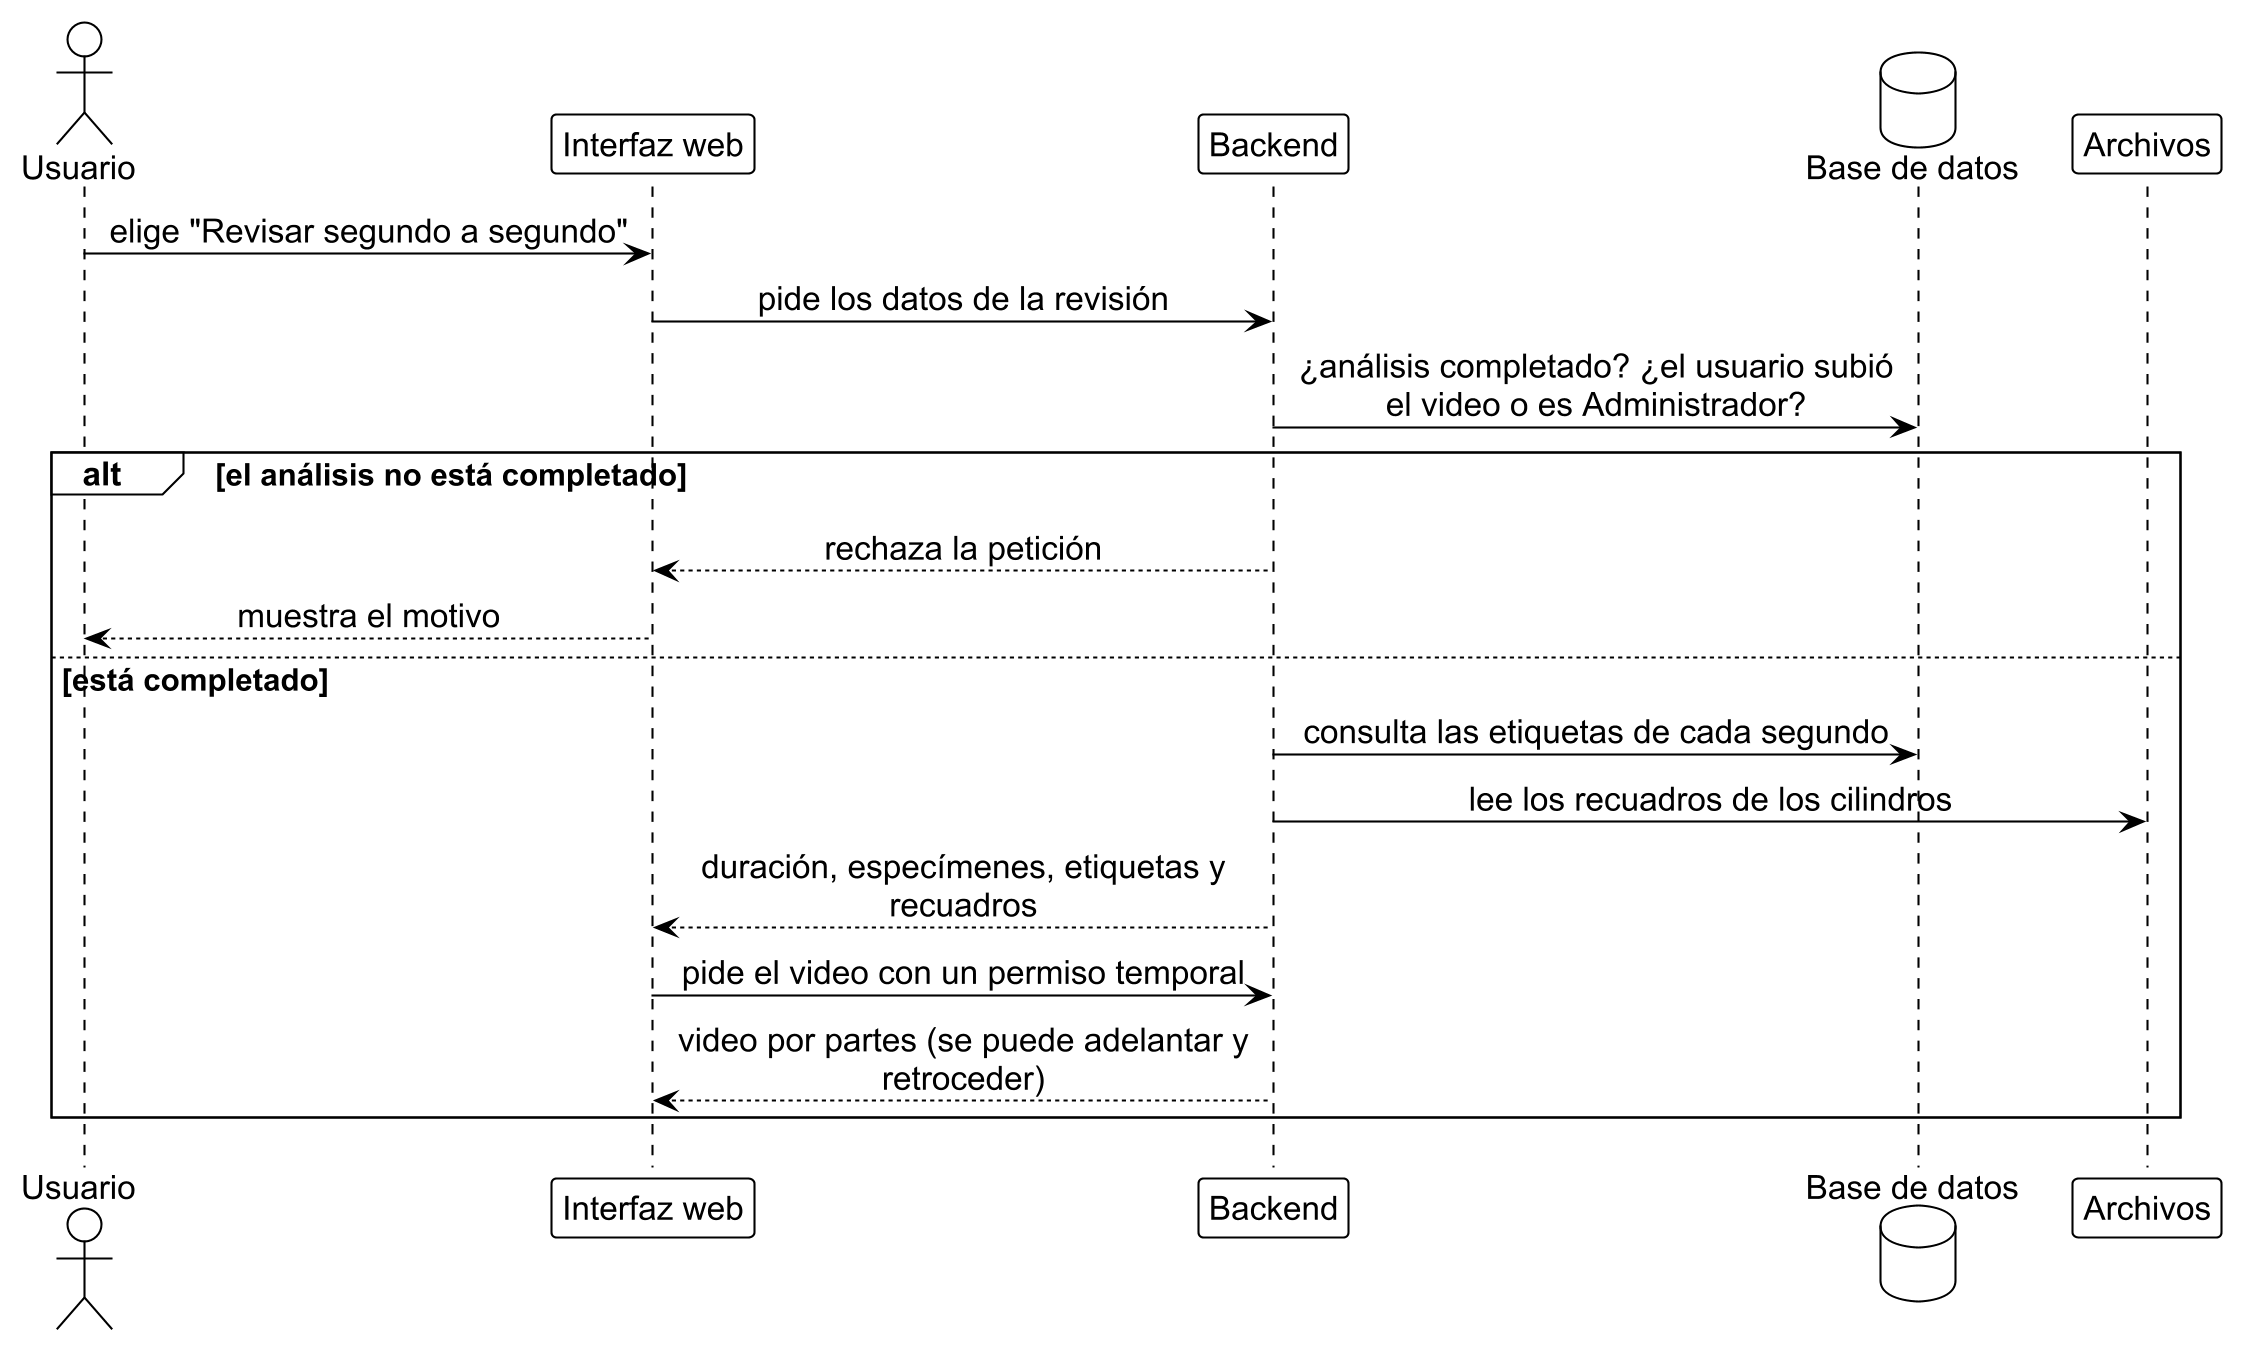 Usuario
Interfaz web
Backend
Base de datos
Archivos
elige "Revisar segundo a segundo"
pide los datos de la revisión
¿análisis completado? ¿el usuario subió
el video o es Administrador?
alt
[el análisis no está completado]
rechaza la petición
muestra el motivo
[está completado]
consulta las etiquetas de cada segundo
lee los recuadros de los cilindros
duración, especímenes, etiquetas y
recuadros
pide el video con un permiso temporal
video por partes (se puede adelantar y
retroceder)
Usuario
Interfaz web
Backend
Base de datos
Archivos